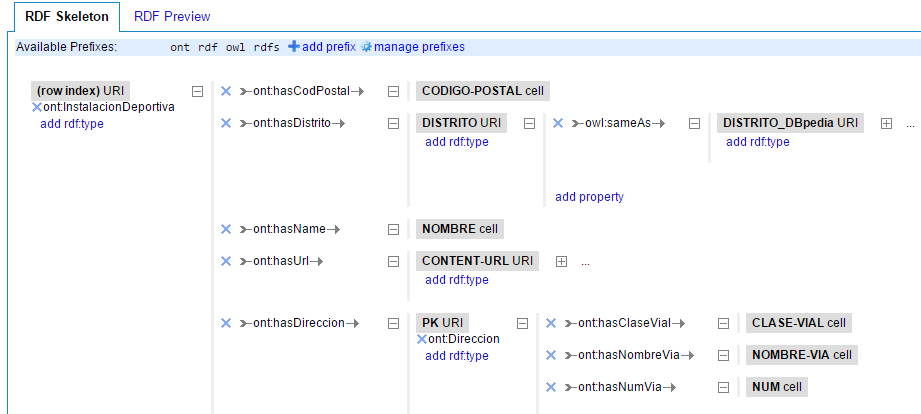 RDF Skeleton RDF Preview
Available Prefixes: ont rdf owl rdfs add prefix manage prefixes
(row index) URI ont:hasCodPostal CODIGO-POSTAL cell
ont:InstalacionDeportiva
add rdf:type
ont:hasDistrito DISTRITO URI owl:sameAs DISTRITO_DBpedia URI ...
add rdf:type add rdf:type
add property
ont:hasName NOMBRE cell
ont:hasUrl CONTENT-URL URI ...
add rdf:type
ont:hasDireccion PK URI ont:hasClaseVial CLASE-VIAL cell
ont:Direccion
add rdf:type ont:hasNombreVia NOMBRE-VIA cell
ont:hasNumVia NUM cell